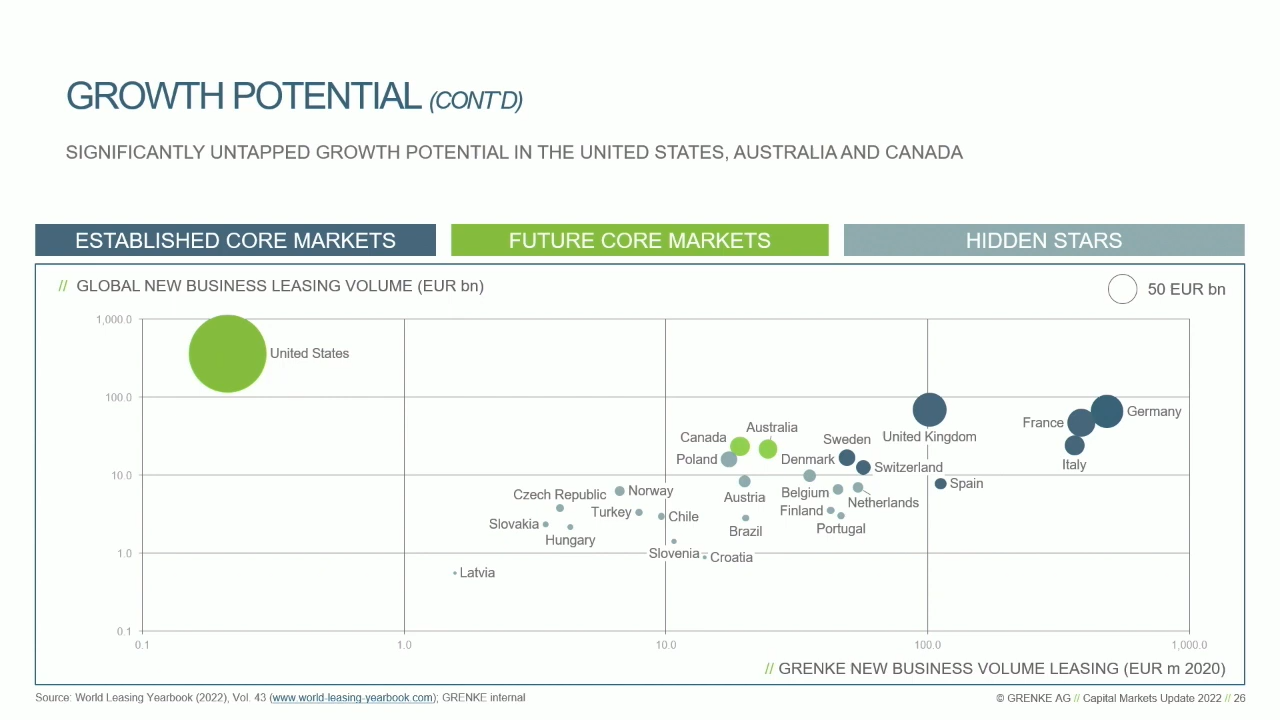 GROWTH POTENTIAL (CONT'D)
SIGNIFICANTLY UNTAPPED GROWTH POTENTIAL IN THE UNITED STATES, AUSTRALIA AND CANADA
ESTABLISHED CORE MARKETS
FUTURE CORE MARKETS
HIDDEN STARS
// GLOBAL NEW BUSINESS LEASING VOLUME (EUR bn)
50 EUR bn
1,000.0
United States
100.0
Germany
France
Australia
Canada
United Kingdom
Sweden
Poland
Denmark
Italy
Switzerland
10.0
Spain
Norway
Czech Republic
Austria
Belgium
Netherlands
Turkey
Finland
Chile
Slovakia
Portugal
Brazil
Hungary
1.0
Slovenia
Croatia
Latvia
0.1
0.1
1.0
10.0
100.0
1,000.0
// GRENKE NEW BUSINESS VOLUME LEASING (EUR m 2020)
Source: World Leasing Yearbook (2022), Vol. 43 (www.world-leasing-yearbook.com); GRENKE internal
© GRENKE AG // Capital Markets Update 2022 // 26